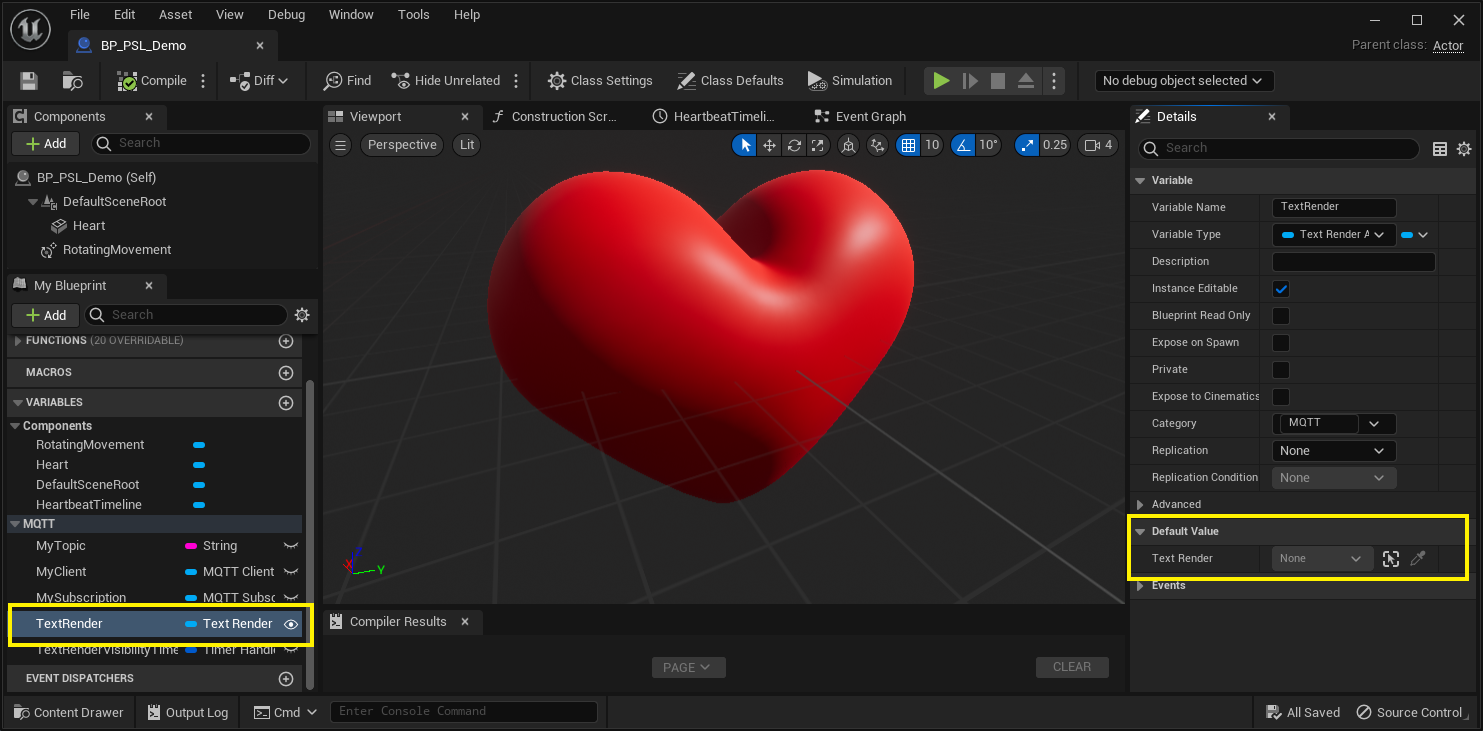 File Edit Asset View Debug Window Tools Help
BP_PSL_Demo
Parent class: Actor
Compile Diff Find Hide Unrelated Class Settings Class Defaults Simulation No debug object selected
Components
Add Search
BP_PSL_Demo (Self)
DefaultSceneRoot
Heart
RotatingMovement
My Blueprint
Add Search
FUNCTIONS (20 OVERRIDABLE)
MACROS
VARIABLES
Components
RotatingMovement
Heart
DefaultSceneRoot
HeartbeatTimeline
MQTT
MyTopic String
MyClient MQTT Client
MySubscription MQTT Subsc
TextRender Text Render
TextRenderVisibilityTime Timer Handl
EVENT DISPATCHERS
Viewport Construction Scr... HeartbeatTimeli... Event Graph
Perspective Lit 10 10° 0.25 4
X Z Y
Compiler Results
PAGE CLEAR
Details
Search
Variable
Variable Name TextRender
Variable Type Text Render A
Description
Instance Editable
Blueprint Read Only
Expose on Spawn
Private
Expose to Cinematics
Category MQTT
Replication None
Replication Condition None
Advanced
Default Value
Text Render None
Events
Content Drawer Output Log Cmd Enter Console Command All Saved Source Control